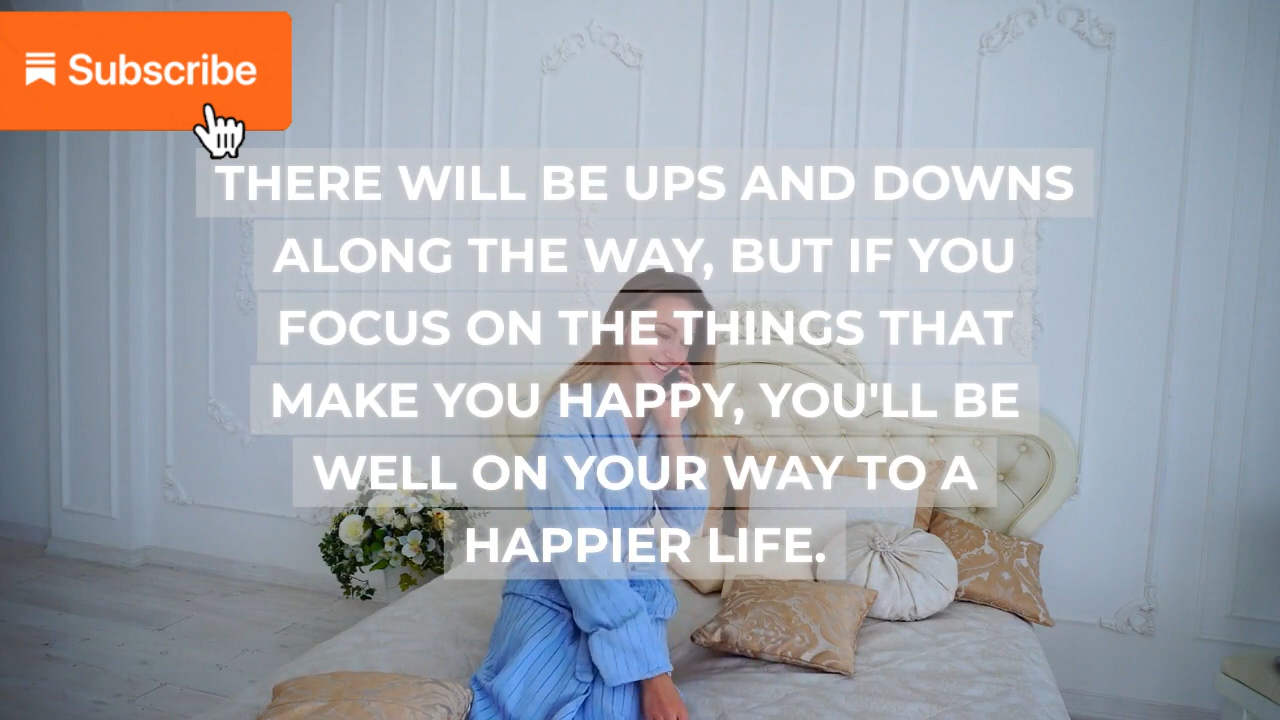 Subscribe
THERE WILL BE UPS AND DOWNS
ALONG THE WAY, BUT IF YOU
FOCUS ON THE THINGS THAT
MAKE YOU HAPPY, YOU'LL BE
WELL ON YOUR WAY TO A
HAPPIER LIFE.